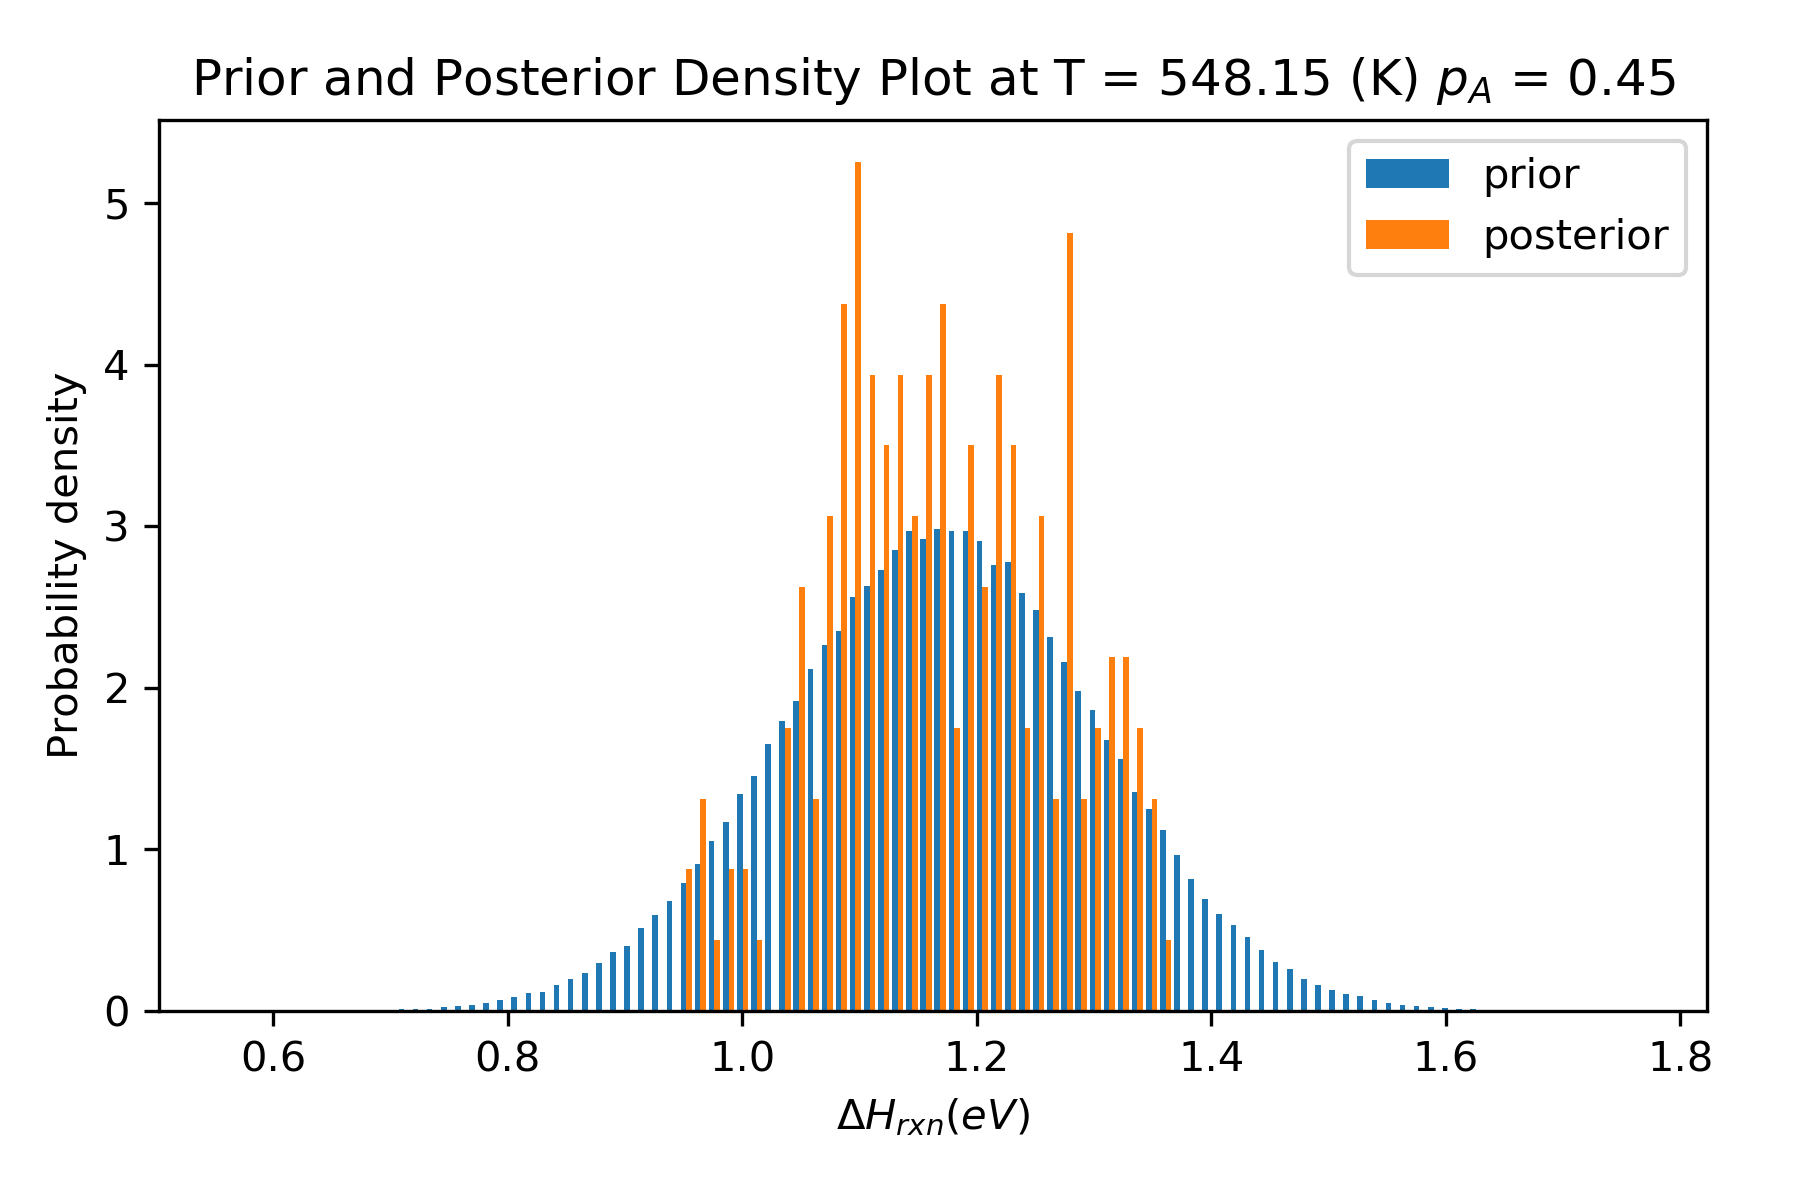 Prior and Posterior Density Plot at T = 548.15 (K) p_A = 0.45
prior
posterior
5
4
3
2
1
0
Probability density
0.6 0.8 1.0 1.2 1.4 1.6 1.8
ΔH_rxn(eV)